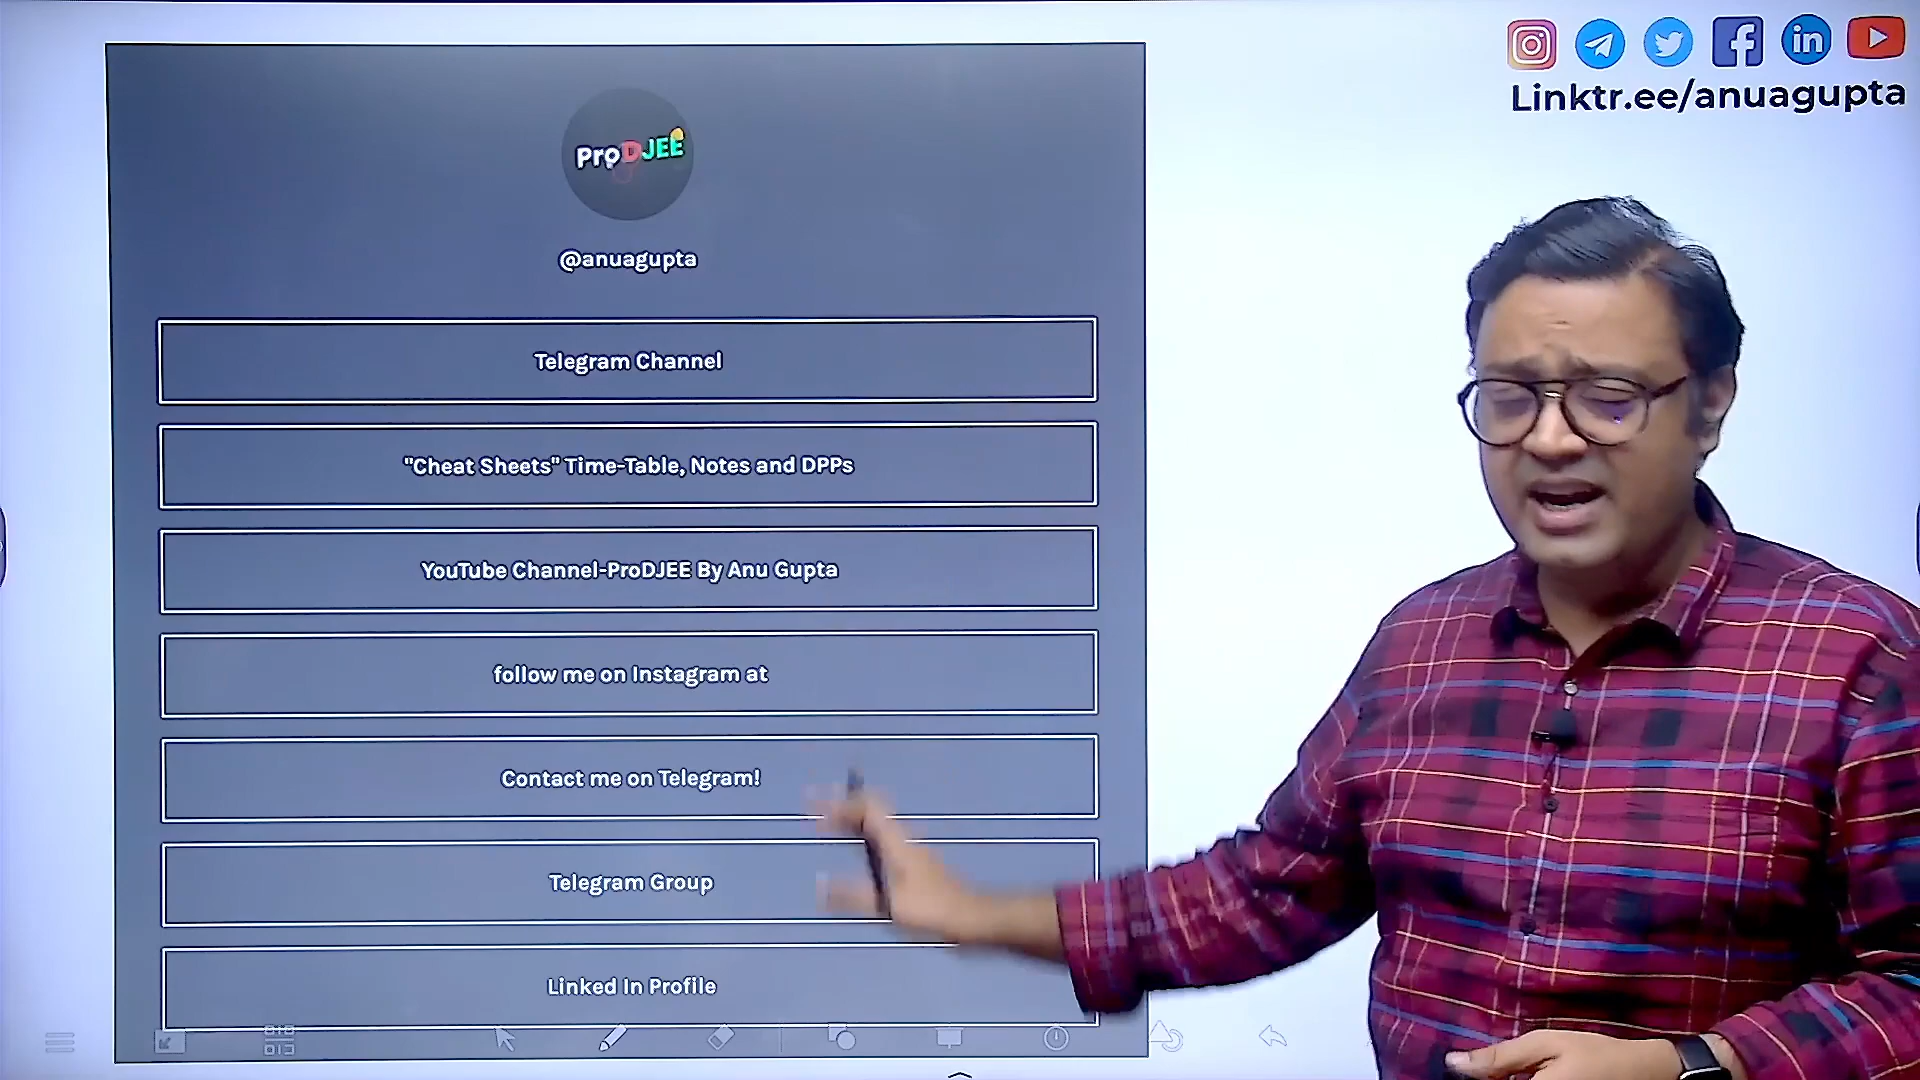 Linktr.ee/anuagupta
ProDJEE
@anuagupta
Telegram Channel
"Cheat Sheets" Time-Table, Notes and DPPs
YouTube Channel-ProDJEE By Anu Gupta
follow me on Instagram at
Contact me on Telegram!
Telegram Group
Linked In Profile